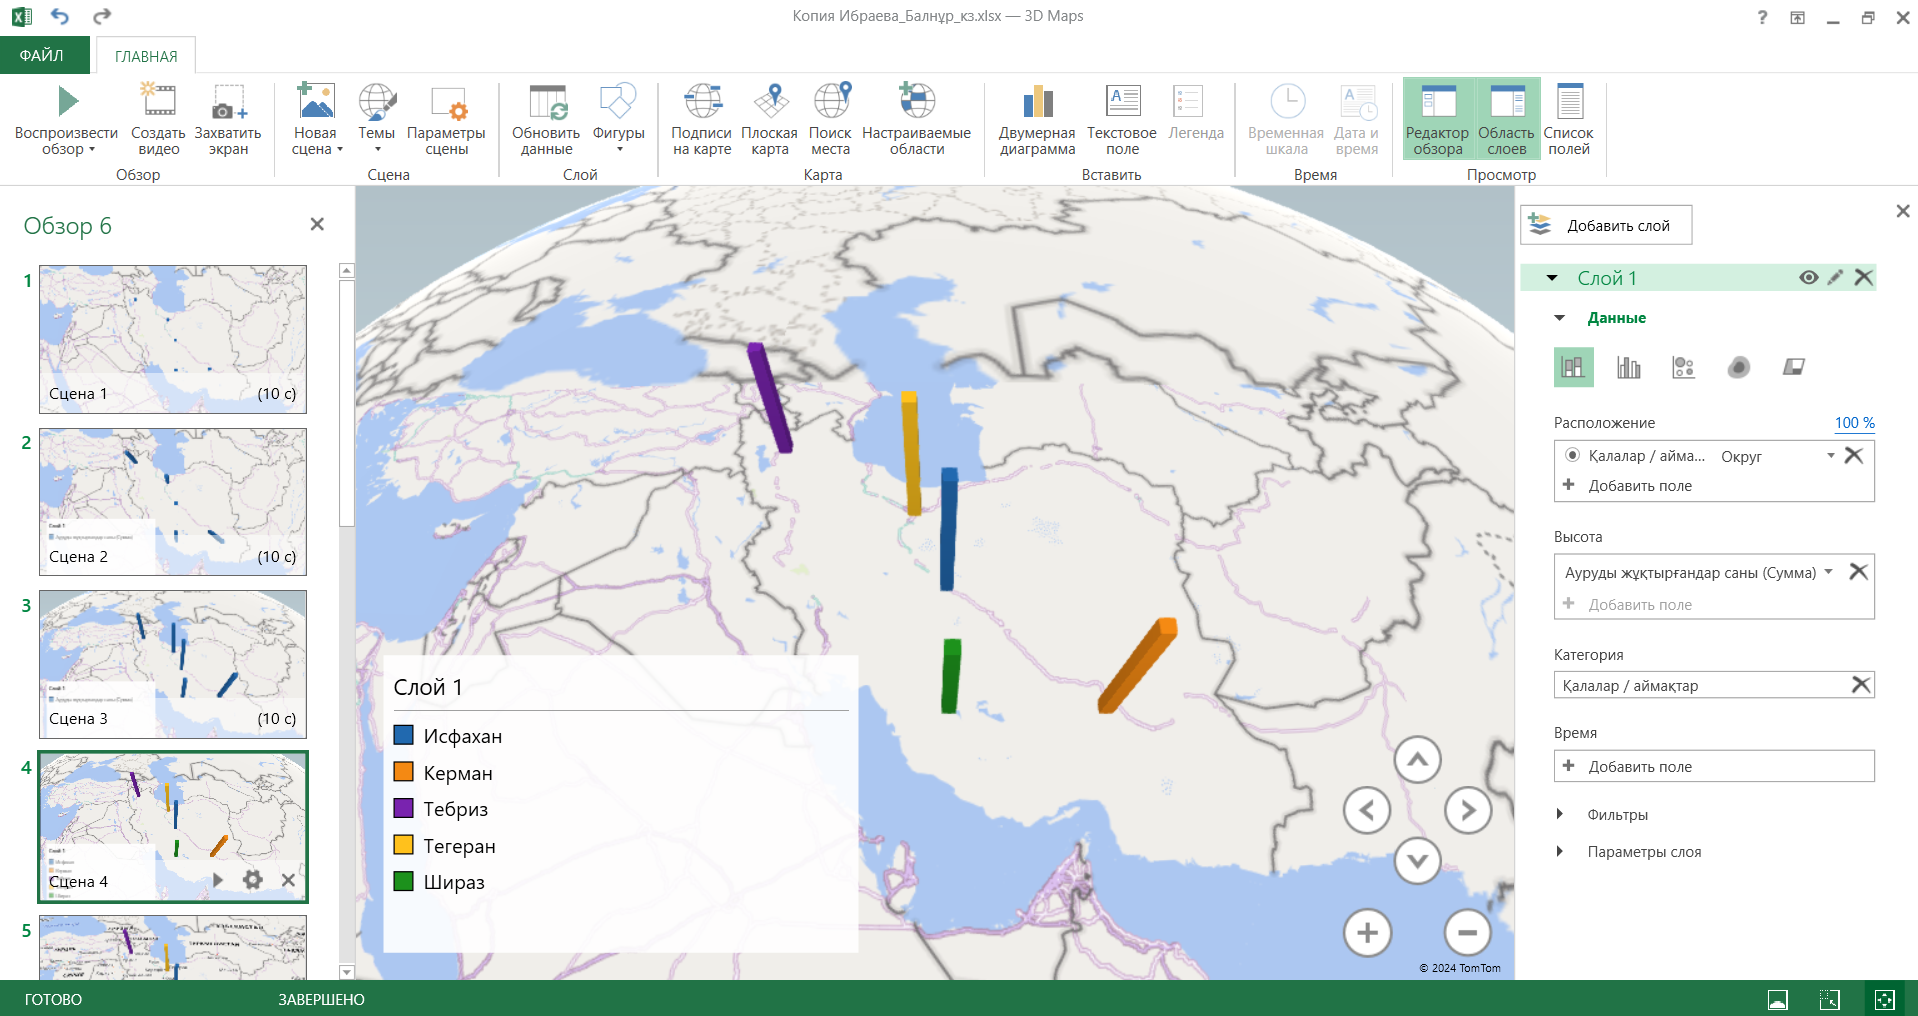 Копия Ибраева_Балнұр_кз.xlsx — 3D Maps
?
ФАЙЛ
ГЛАВНАЯ
Воспроизвести обзор
Создать видео
Захватить экран
Обзор
Новая сцена
Темы
Параметры сцены
Сцена
Обновить данные
Фигуры
Слой
Подписи на карте
Плоская карта
Поиск места
Настраиваемые области
Карта
Двумерная диаграмма
Текстовое поле
Легенда
Вставить
Временная шкала
Дата и время
Время
Редактор обзора
Область слоев
Список полей
Просмотр
Обзор 6
1
Сцена 1 (10 с)
2
Сцена 2 (10 с)
3
Сцена 3 (10 с)
4
Сцена 4
5
Слой 1
Исфахан
Керман
Тебриз
Тегеран
Шираз
© 2024 TomTom
Добавить слой
Слой 1
Данные
Расположение 100 %
Қалалар / айма... Округ
Добавить поле
Высота
Ауруды жұқтырғандар саны (Сумма)
Добавить поле
Категория
Қалалар / аймақтар
Время
Добавить поле
Фильтры
Параметры слоя
ГОТОВО
ЗАВЕРШЕНО